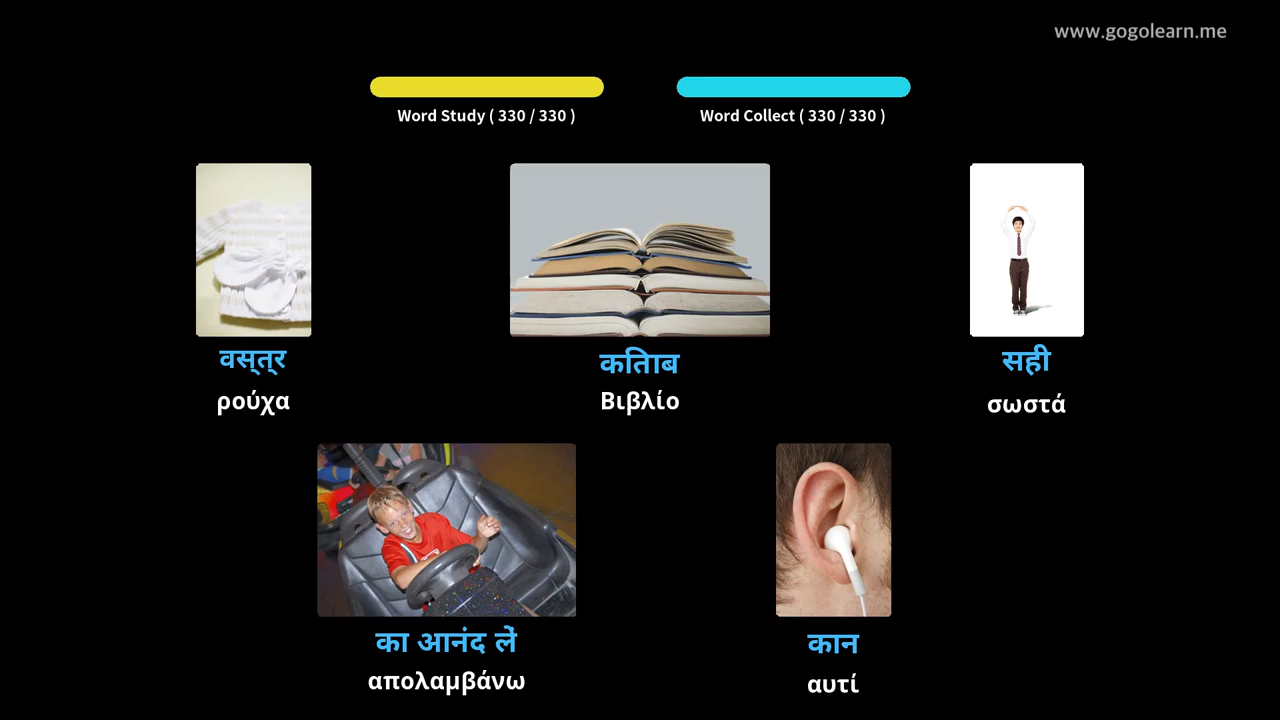 www.gogolearn.me
Word Study ( 330 / 330 )
Word Collect ( 330 / 330 )
वस्त्र
ρούχα
किताब
Βιβλίο
सही
σωστά
का आनंद लें
απολαμβάνω
कान
αυτί